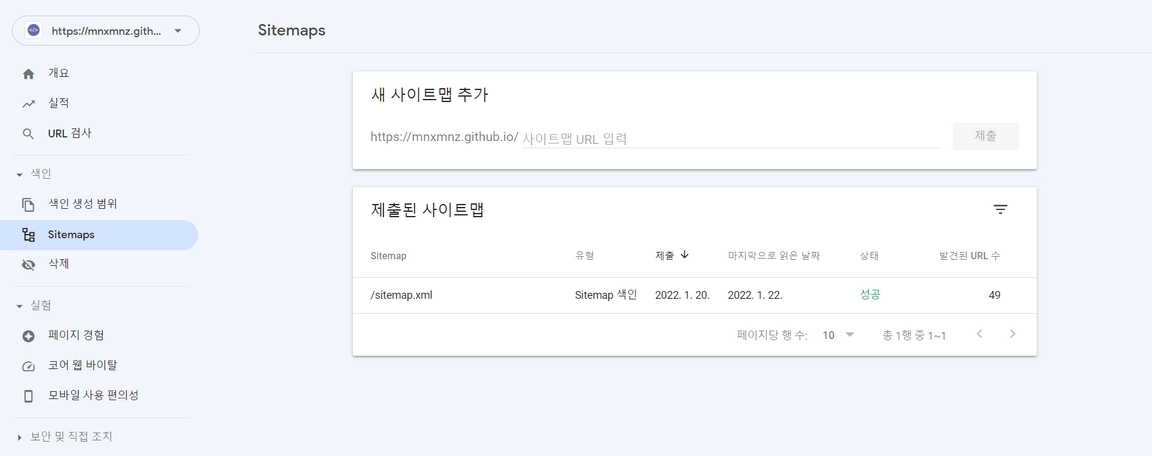 https://mnxmnz.gith...
Sitemaps
개요
실적
URL 검사
색인
색인 생성 범위
Sitemaps
삭제
실험
페이지 경험
코어 웹 바이탈
모바일 사용 편의성
보안 및 직접 조치
새 사이트맵 추가
https://mnxmnz.github.io/ 사이트맵 URL 입력 제출
제출된 사이트맵
Sitemap 유형 제출 마지막으로 읽은 날짜 상태 발견된 URL 수
/sitemap.xml Sitemap 색인 2022. 1. 20. 2022. 1. 22. 성공 49
페이지당 행 수: 10 총 1행 중 1~1